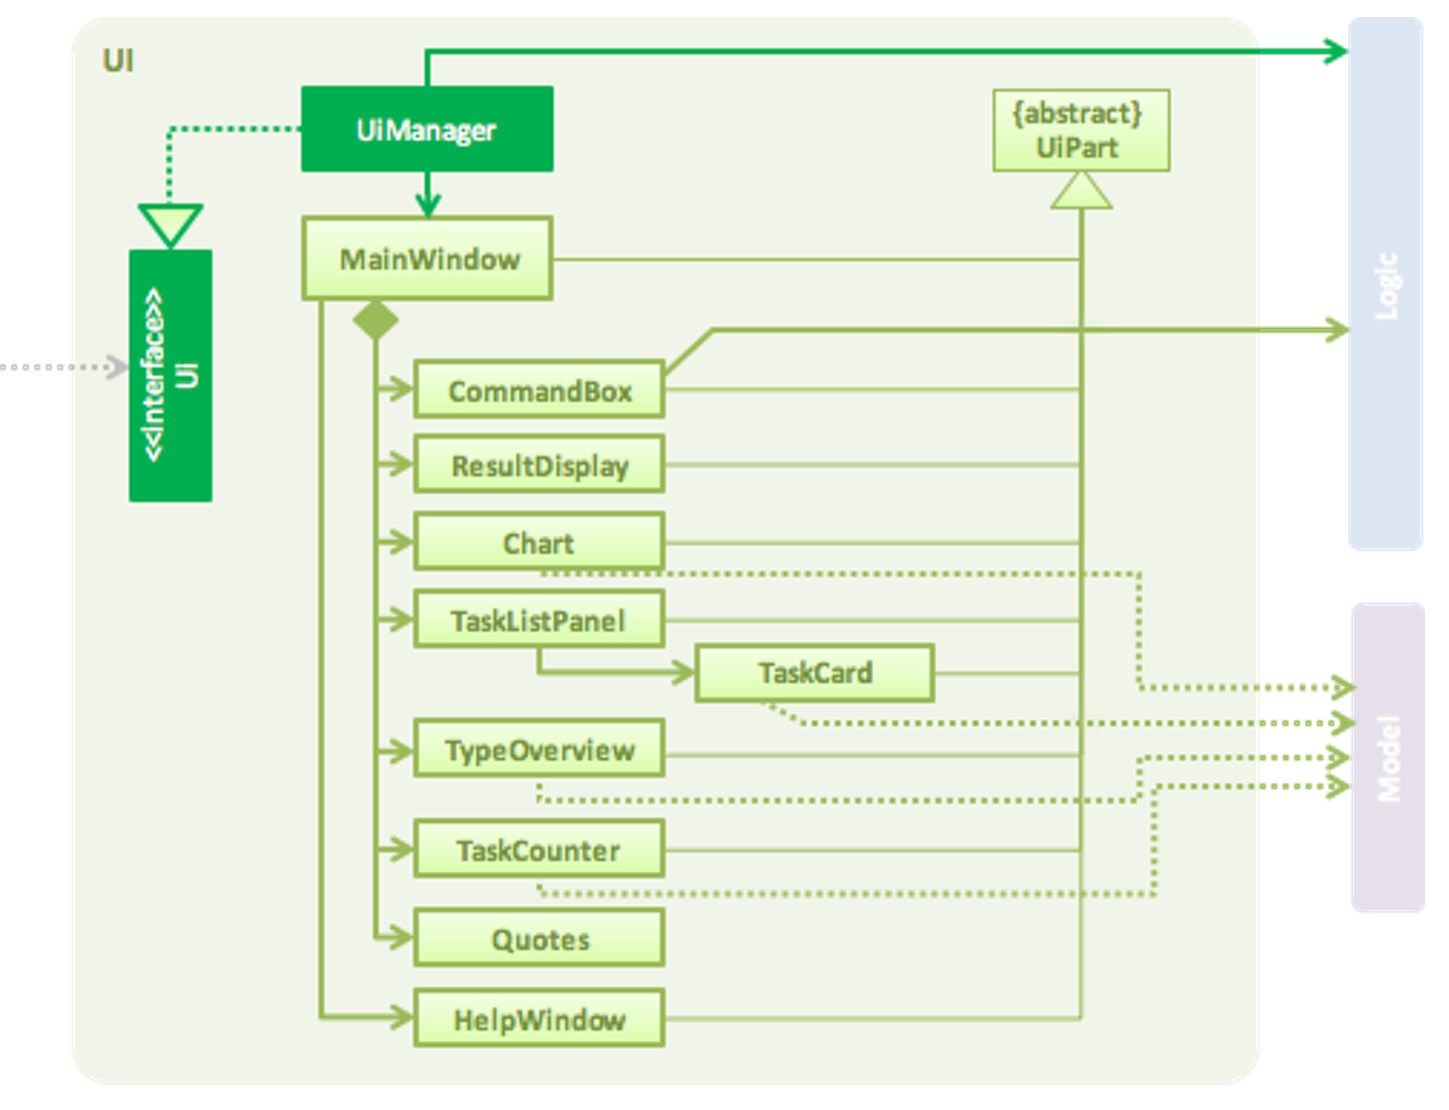 UI
UiManager
{abstract}
UiPart
MainWindow
<<Interface>>
Ui
Logic
CommandBox
ResultDisplay
Chart
TaskListPanel
TaskCard
TypeOverview
Model
TaskCounter
Quotes
HelpWindow